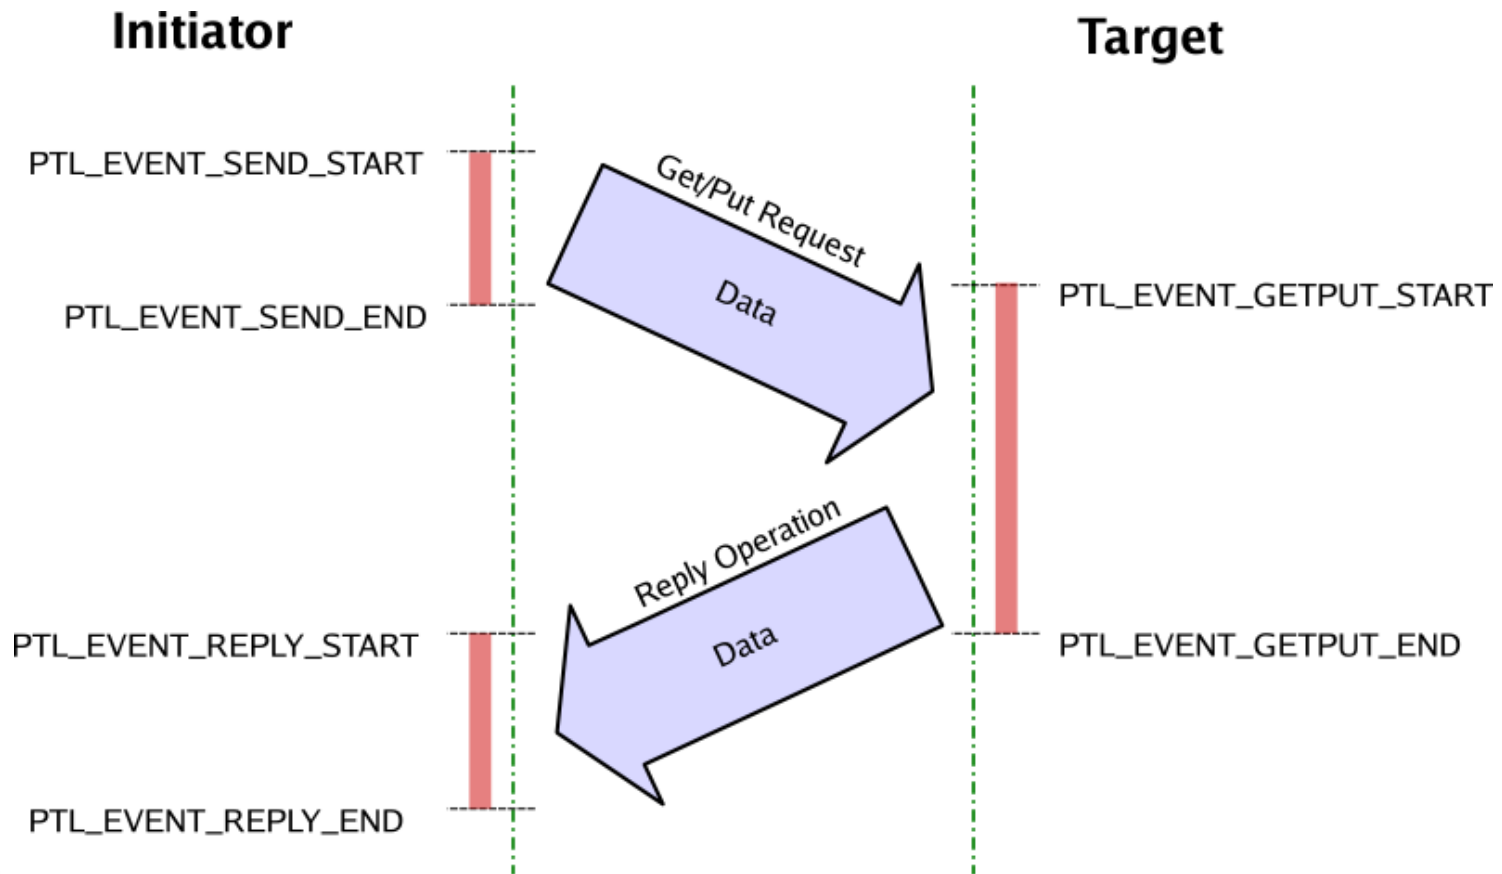 Initiator
Target
PTL_EVENT_SEND_START
Get/Put Request
Data
PTL_EVENT_GETPUT_START
PTL_EVENT_SEND_END
Reply Operation
Data
PTL_EVENT_REPLY_START
PTL_EVENT_GETPUT_END
PTL_EVENT_REPLY_END